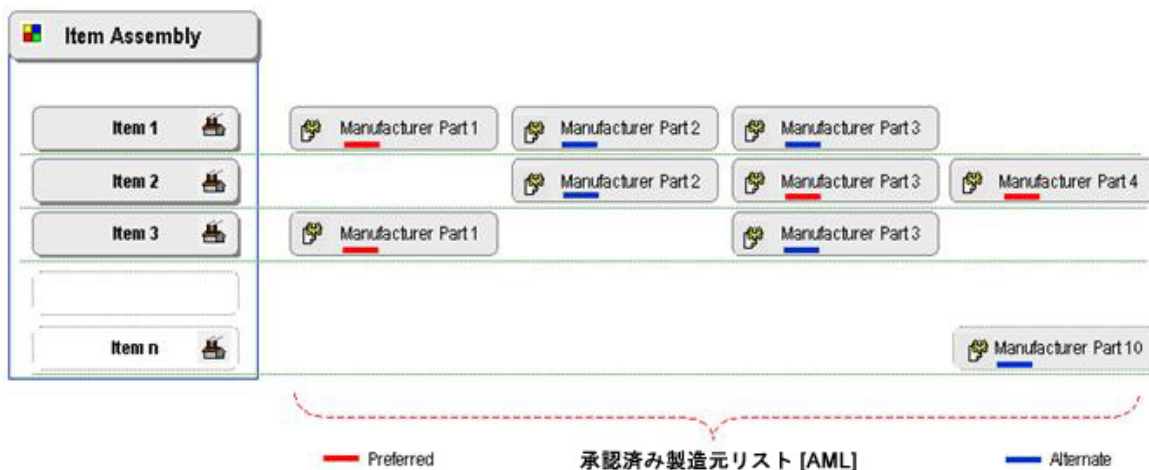 Item Assembly
Item 1 Manufacturer Part 1 Manufacturer Part 2 Manufacturer Part 3
Item 2 Manufacturer Part 2 Manufacturer Part 3 Manufacturer Part 4
Item 3 Manufacturer Part 1 Manufacturer Part 3
Item n Manufacturer Part 10
Preferred 承認済み製造元リスト [AML] Alternate